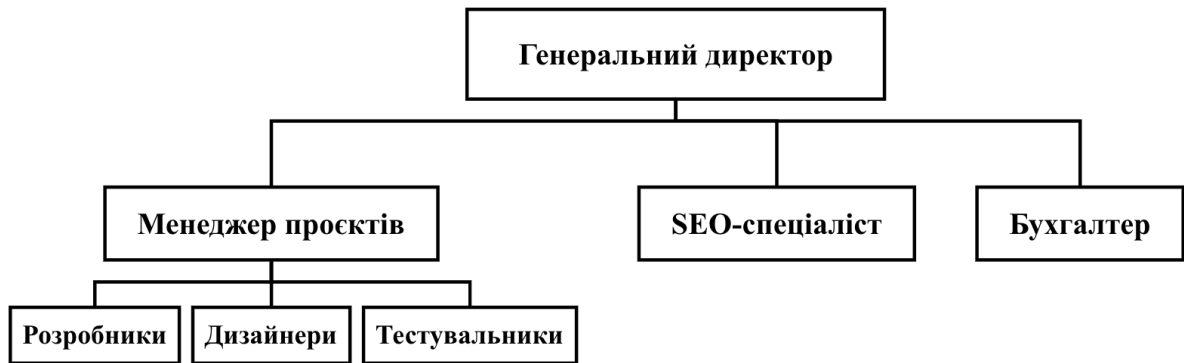 Генеральний директор
Менеджер проєктів
SEO-спеціаліст
Бухгалтер
Розробники
Дизайнери
Тестувальники